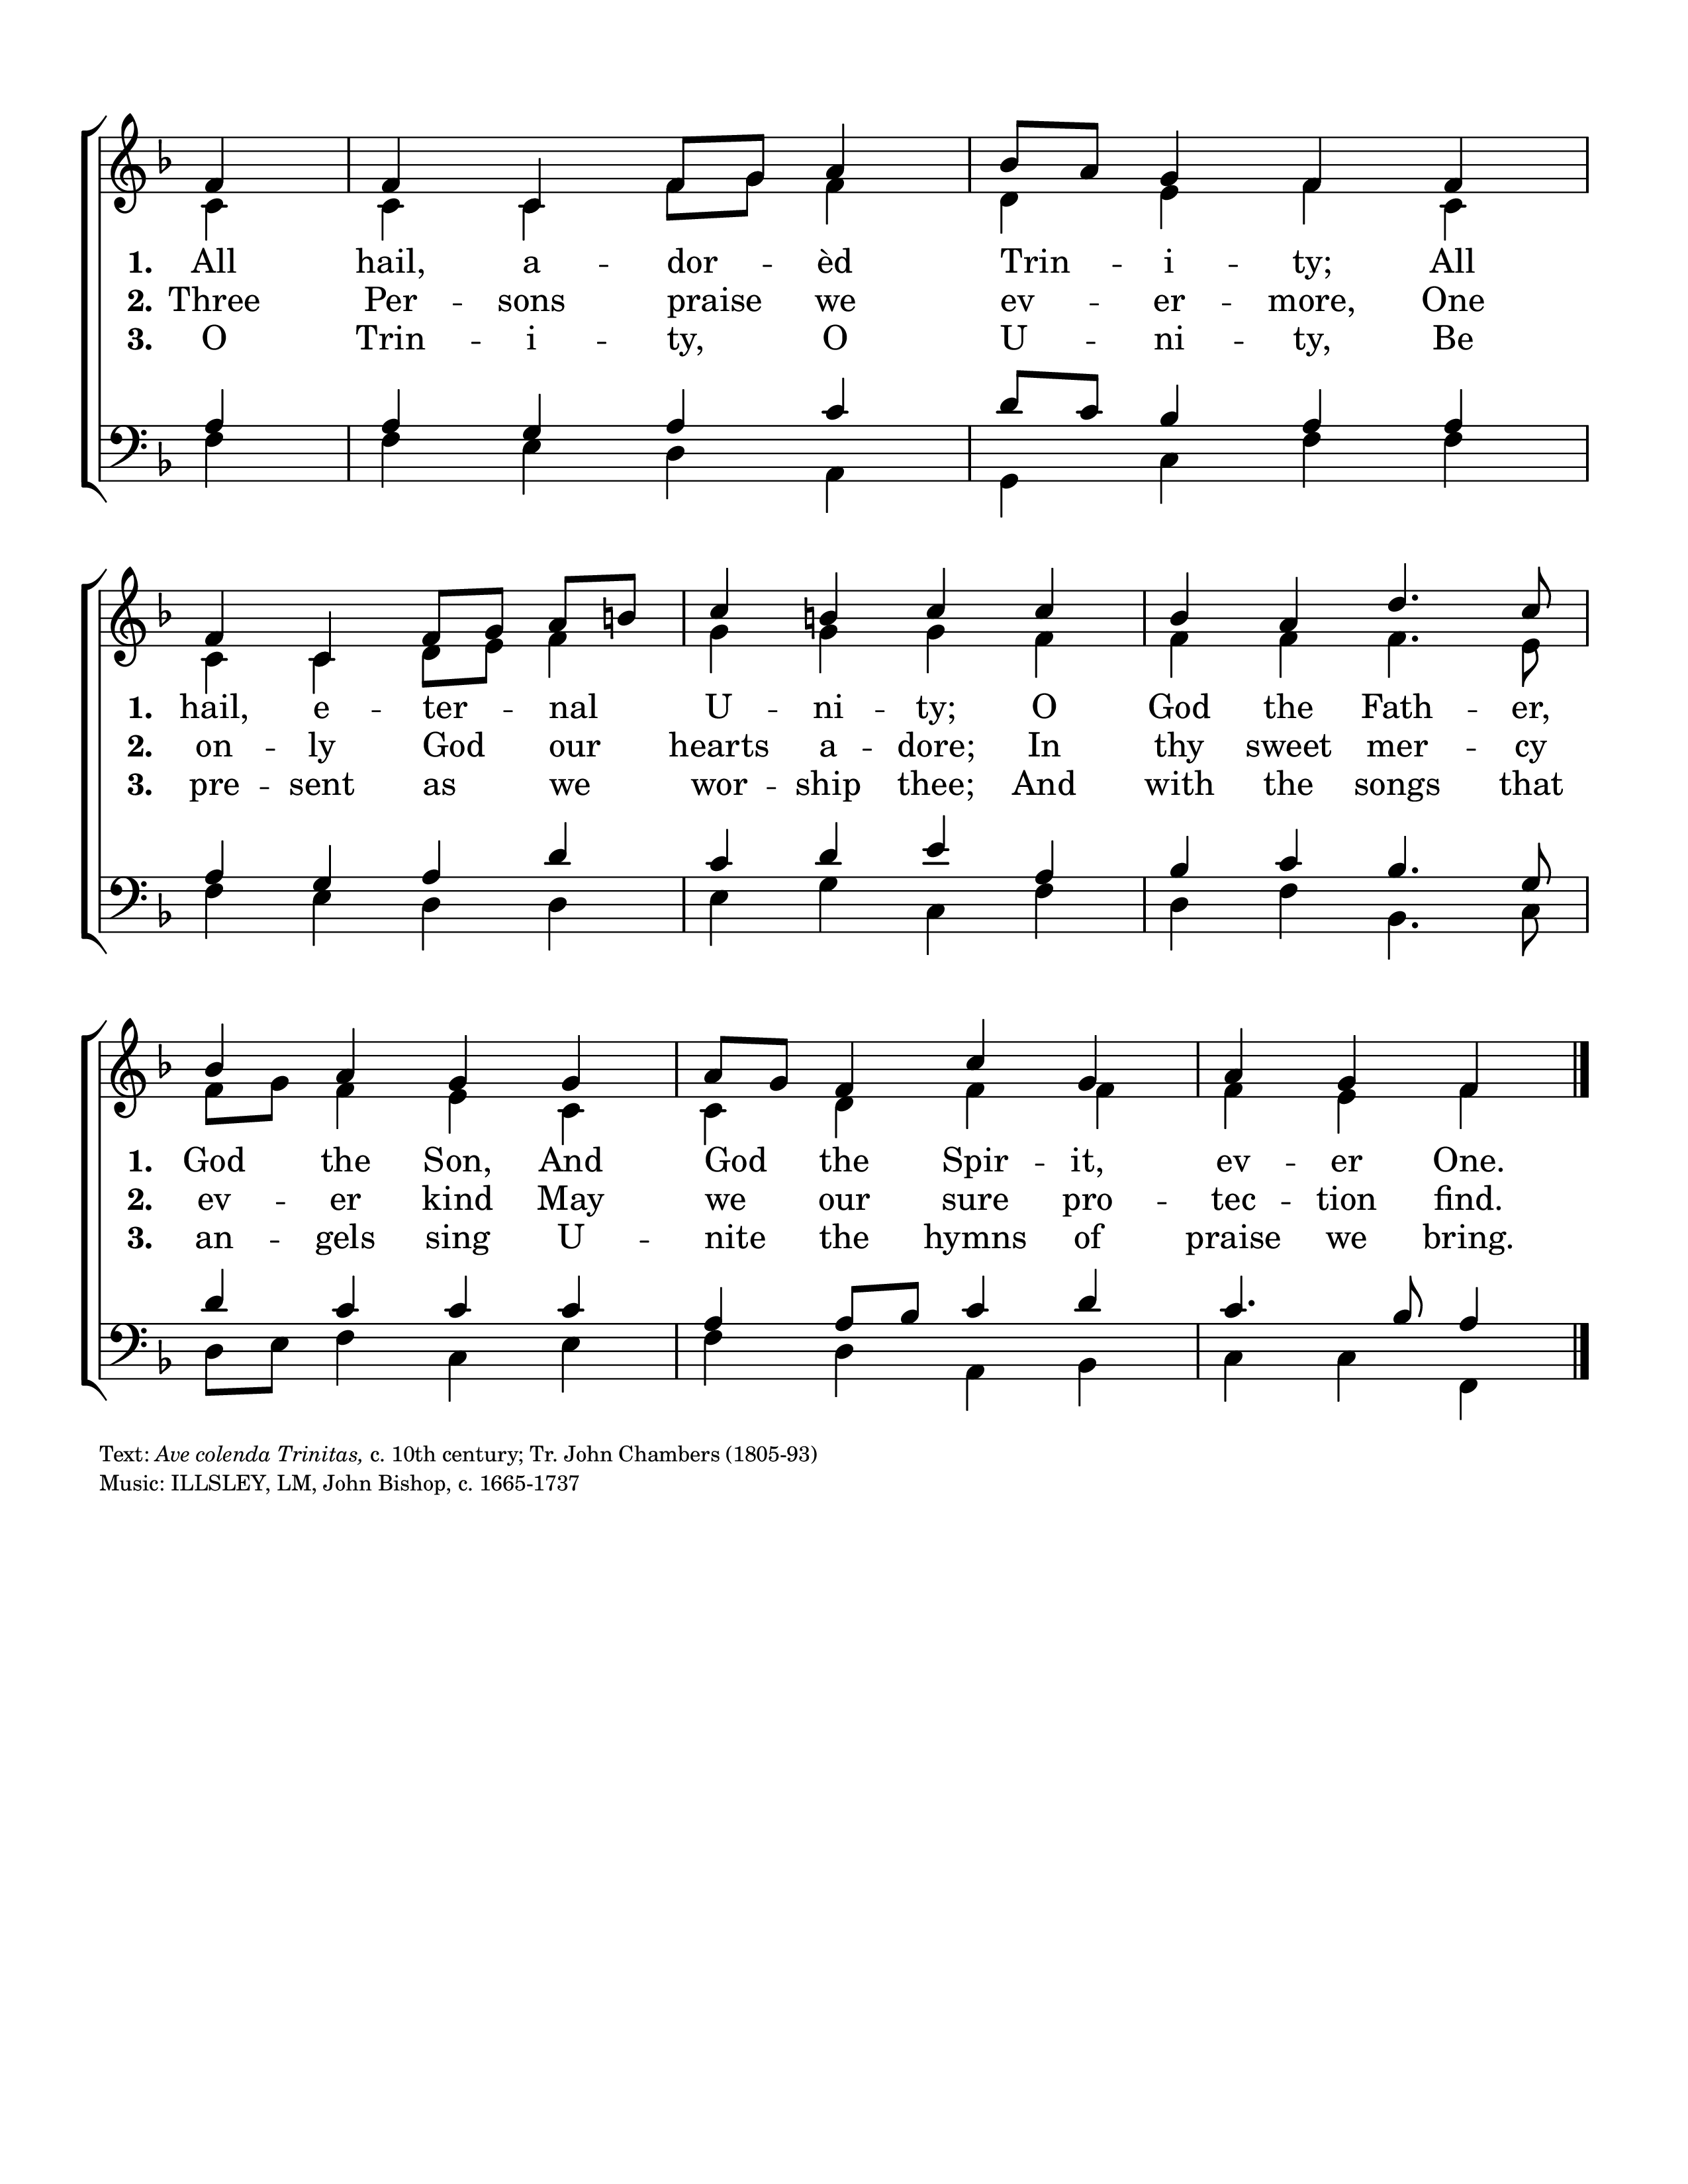 1. All hail, a - dor - èd Trin - i - ty; All
2. Three Per - sons praise we ev - er - more, One
3. O Trin - i - ty, O U - ni - ty, Be
1. hail, e - ter - nal U - ni - ty; O God the Fath - er,
2. on - ly God our hearts a - dore; In thy sweet mer - cy
3. pre - sent as we wor - ship thee; And with the songs that
1. God the Son, And God the Spir - it, ev - er One.
2. ev - er kind May we our sure pro - tec - tion find.
3. an - gels sing U - nite the hymns of praise we bring.
Text: Ave colenda Trinitas, c. 10th century; Tr. John Chambers (1805-93)
Music: ILLSLEY, LM, John Bishop, c. 1665-1737